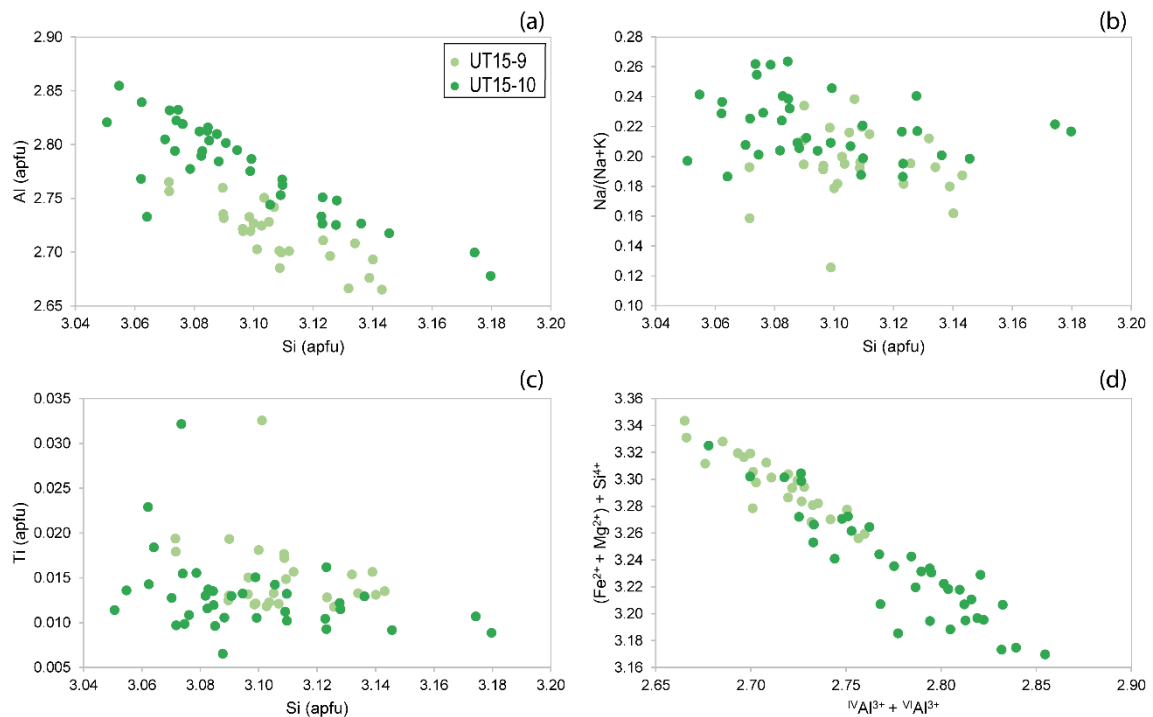 (a)
2.90
2.85
2.80
2.75
2.70
2.65
Al (apfu)
UT15-9
UT15-10
3.04 3.06 3.08 3.10 3.12 3.14 3.16 3.18 3.20
Si (apfu)
(b)
0.28
0.26
0.24
0.22
0.20
0.18
0.16
0.14
0.12
0.10
Na/(Na+K)
3.04 3.06 3.08 3.10 3.12 3.14 3.16 3.18 3.20
Si (apfu)
(c)
0.035
0.030
0.025
0.020
0.015
0.010
0.005
Ti (apfu)
3.04 3.06 3.08 3.10 3.12 3.14 3.16 3.18 3.20
Si (apfu)
(d)
3.36
3.34
3.32
3.30
3.28
3.26
3.24
3.22
3.20
3.18
3.16
(Fe²⁺ + Mg²⁺) + Si⁴⁺
2.65 2.70 2.75 2.80 2.85 2.90
ᴵⱽAl³⁺ + ⱽᴵAl³⁺